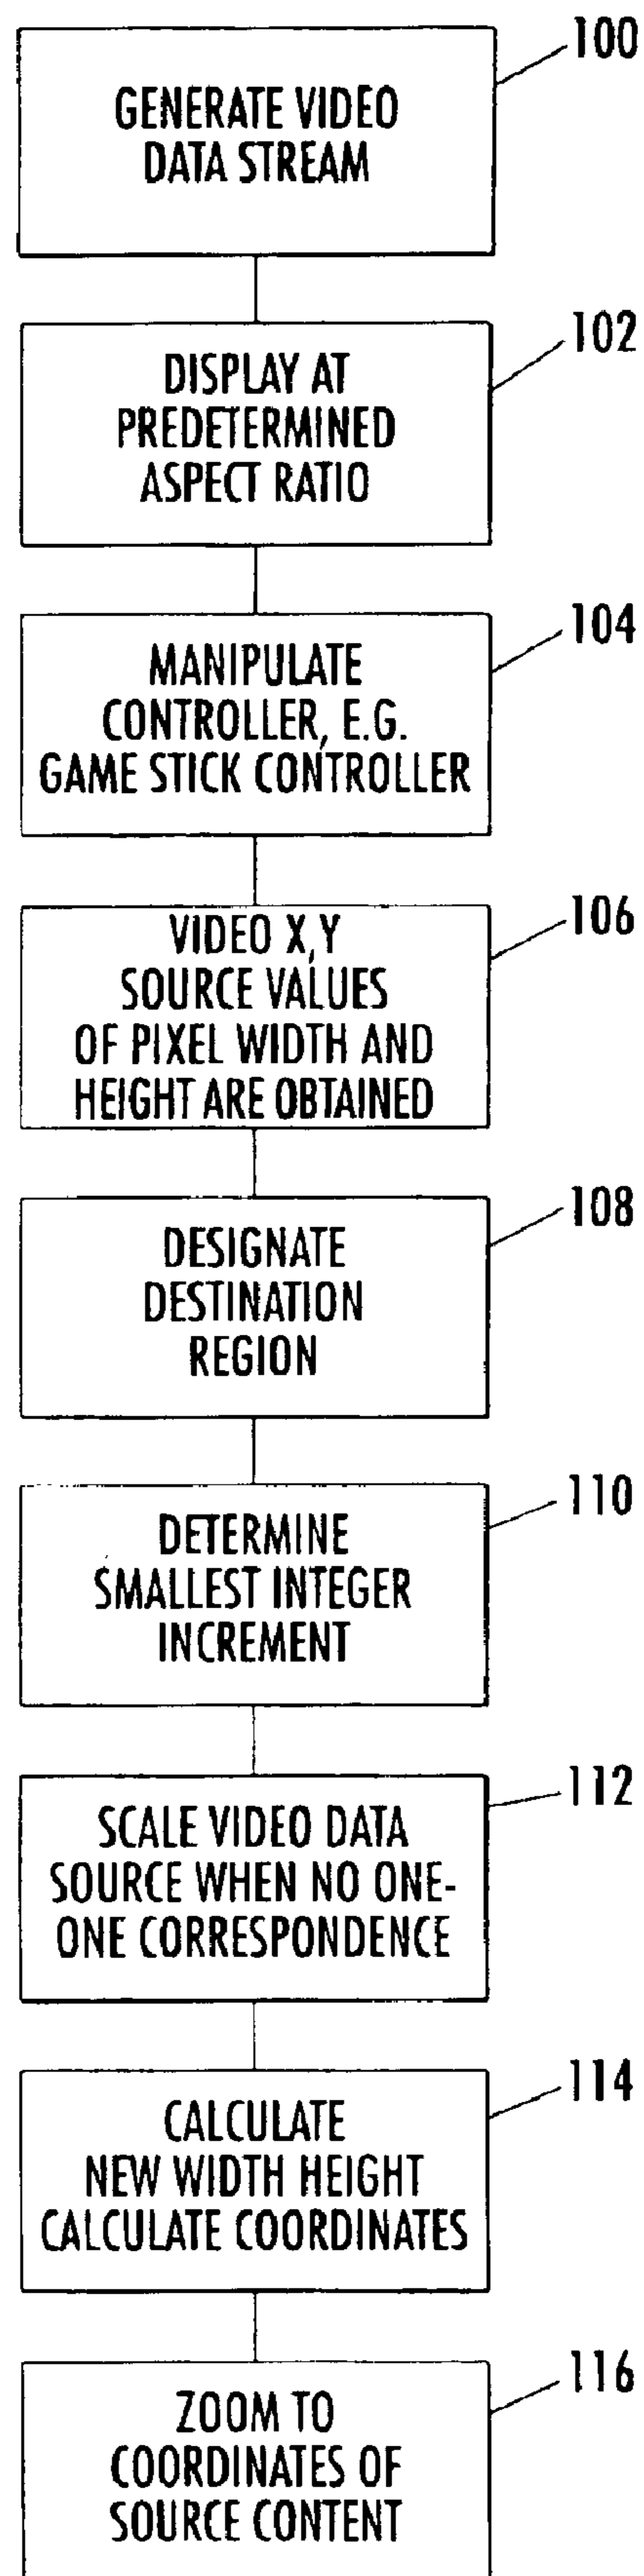 100
GENERATE VIDEO
DATA STREAM
102
DISPLAY AT
PREDETERMINED
ASPECT RATIO
104
MANIPULATE
CONTROLLER, E.G.
GAME STICK CONTROLLER
106
VIDEO X,Y
SOURCE VALUES
OF PIXEL WIDTH AND
HEIGHT ARE OBTAINED
108
DESIGNATE
DESTINATION
REGION
110
DETERMINE
SMALLEST INTEGER
INCREMENT
112
SCALE VIDEO DATA
SOURCE WHEN NO ONE-
ONE CORRESPONDENCE
114
CALCULATE
NEW WIDTH HEIGHT
CALCULATE COORDINATES
116
ZOOM TO
COORDINATES OF
SOURCE CONTENT